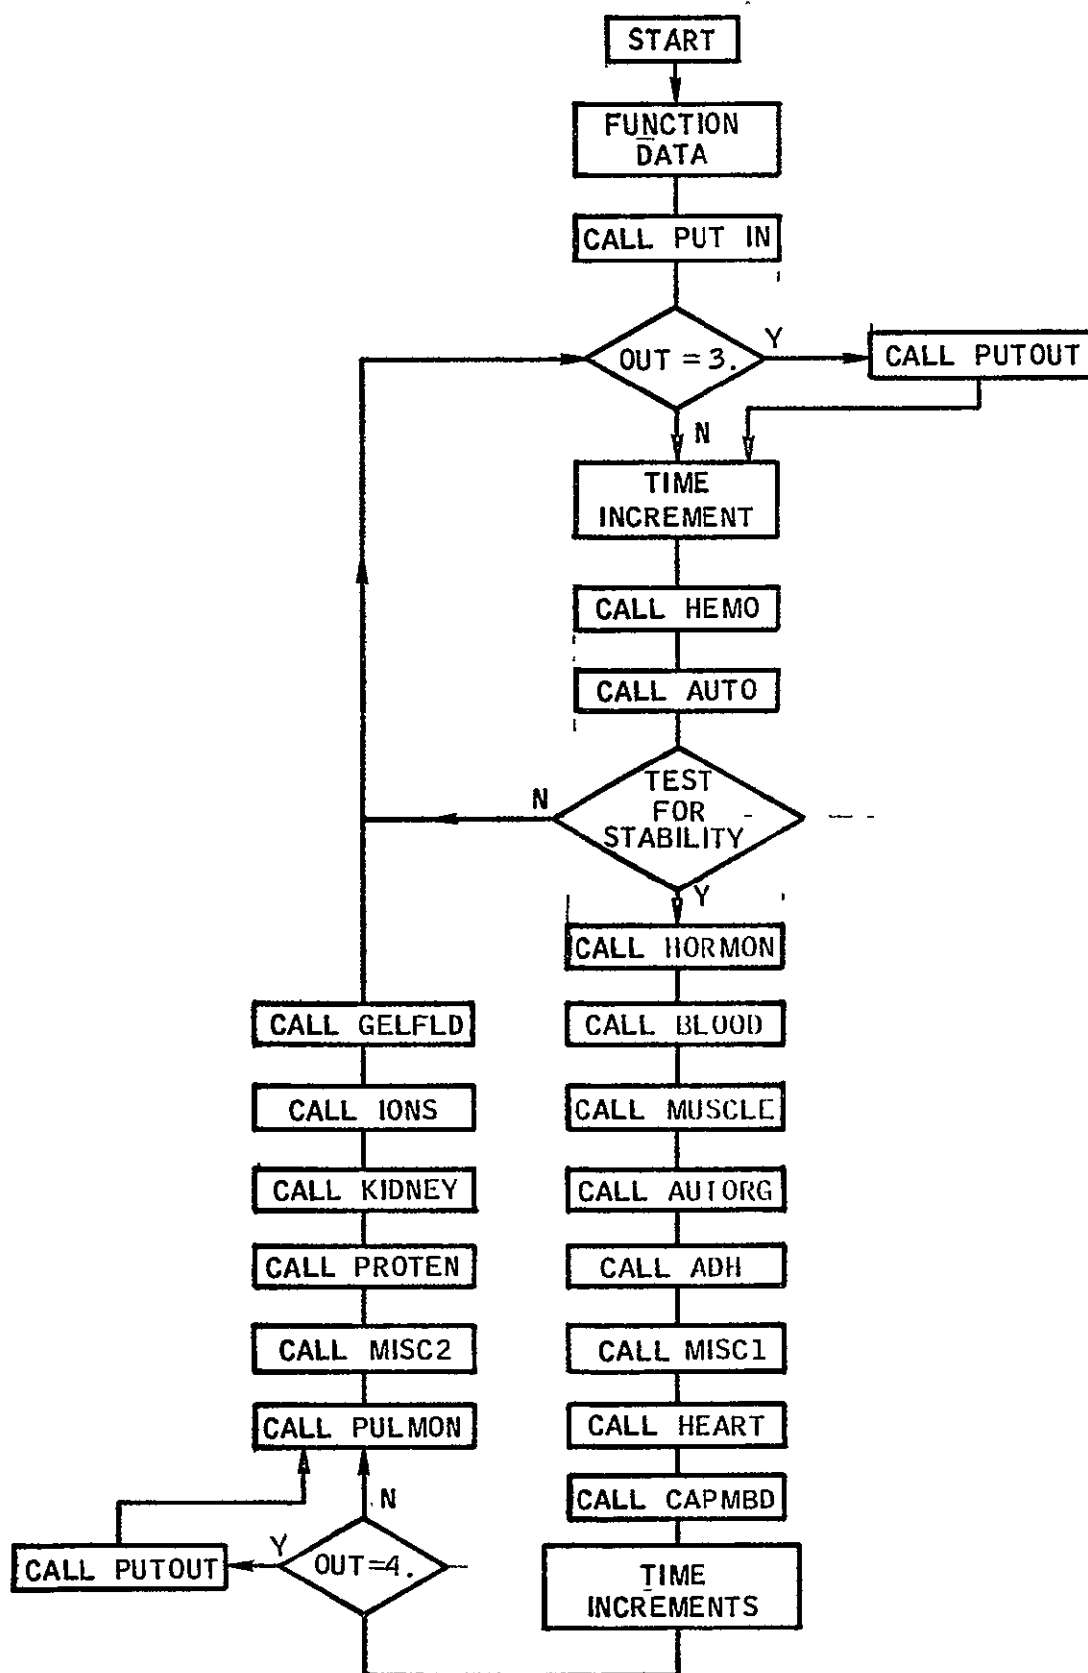 START
FUNCTION
DATA
CALL PUT IN
OUT = 3.
Y
CALL PUTOUT
N
TIME
INCREMENT
CALL HEMO
CALL AUTO
TEST
FOR
STABILITY
N
Y
CALL HORMON
CALL BLOOD
CALL MUSCLE
CALL AUTORG
CALL ADH
CALL MISC1
CALL HEART
CALL CAPMBD
TIME
INCREMENTS
OUT=4.
Y
CALL PUTOUT
N
CALL PULMON
CALL MISC2
CALL PROTEN
CALL KIDNEY
CALL IONS
CALL GELFLD